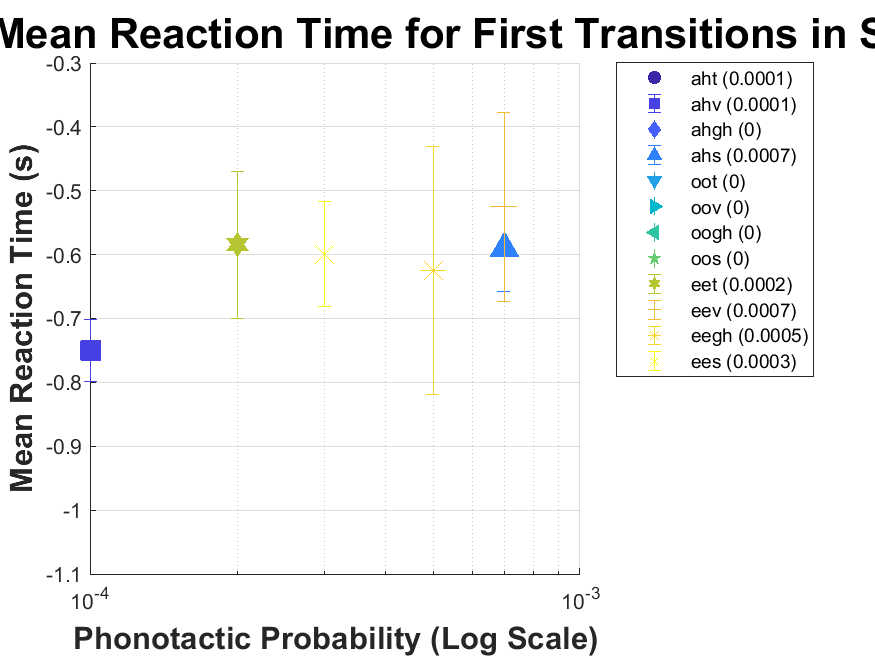 Mean Reaction Time for First Transitions in S
-0.3
-0.4
-0.5
-0.6
-0.7
-0.8
-0.9
-1
-1.1
Mean Reaction Time (s)
10-4
10-3
Phonotactic Probability (Log Scale)
aht (0.0001)
ahv (0.0001)
ahgh (0)
ahs (0.0007)
oot (0)
oov (0)
oogh (0)
oos (0)
eet (0.0002)
eev (0.0007)
eegh (0.0005)
ees (0.0003)